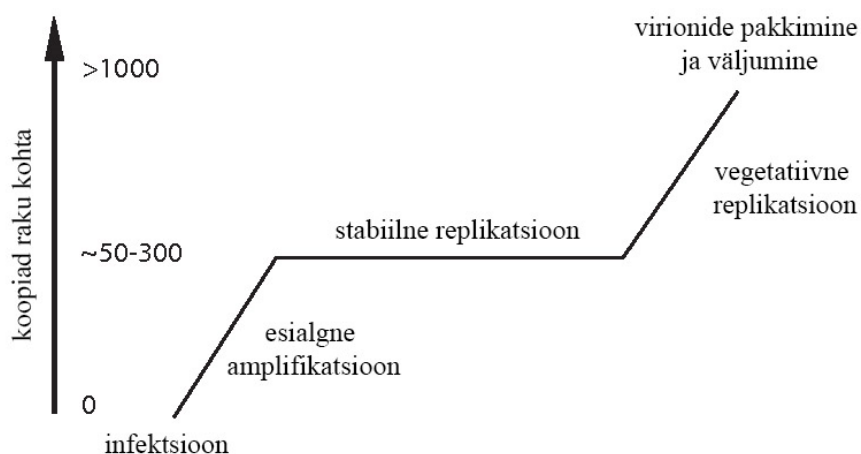 virionide pakkimine
ja väljumine
>1000
koopiad raku kohta
vegetatiivne
replikatsioon
stabiilne replikatsioon
~50-300
esialgne
amplifikatsioon
0
infektsioon